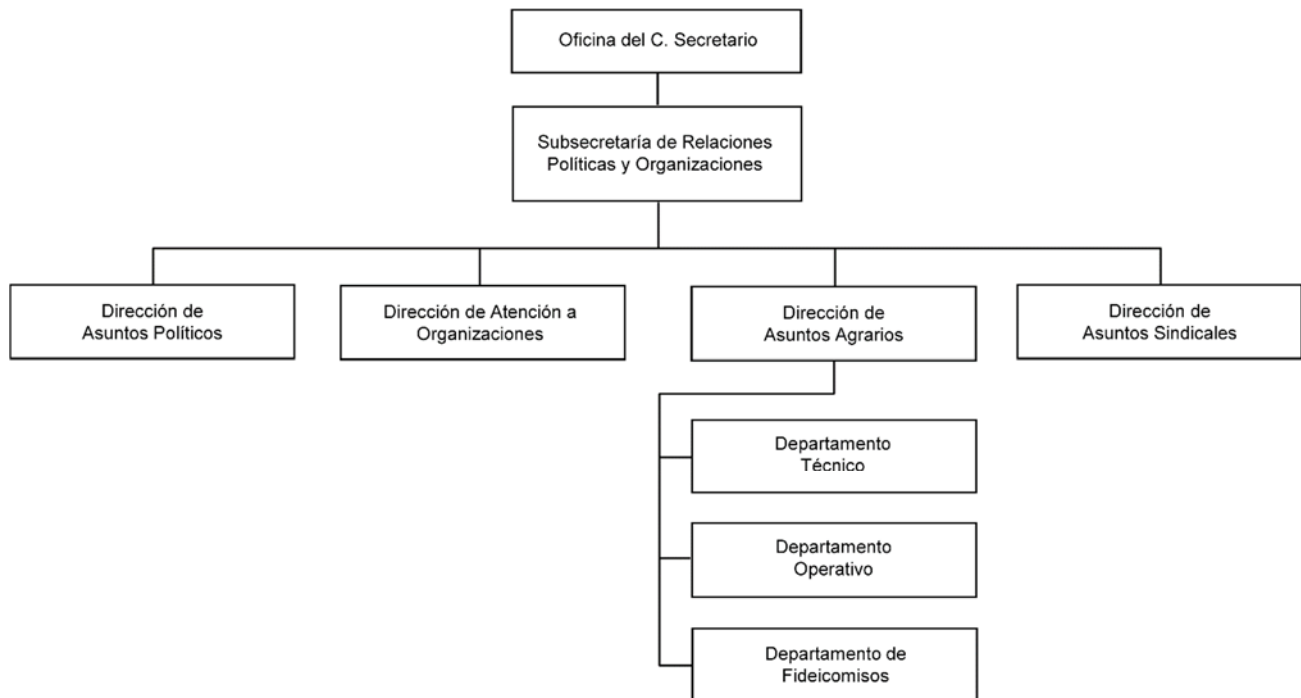 Oficina del C. Secretario
Subsecretaría de Relaciones
Políticas y Organizaciones
Dirección de
Asuntos Políticos
Dirección de Atención a
Organizaciones
Dirección de
Asuntos Agrarios
Dirección de
Asuntos Sindicales
Departamento
Técnico
Departamento
Operativo
Departamento de
Fideicomisos